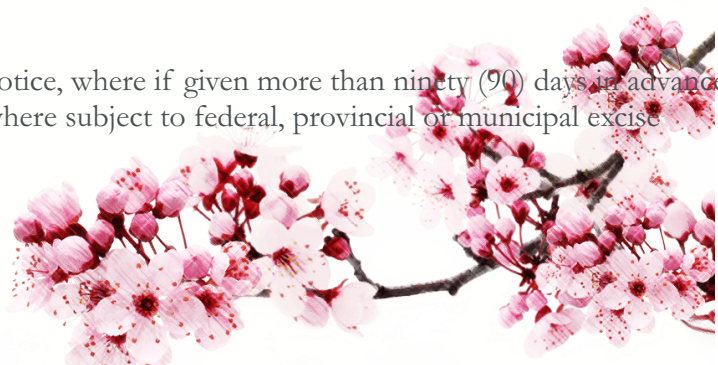 otice, where if given more than ninety (90) days in advance
where subject to federal, provincial or municipal excise